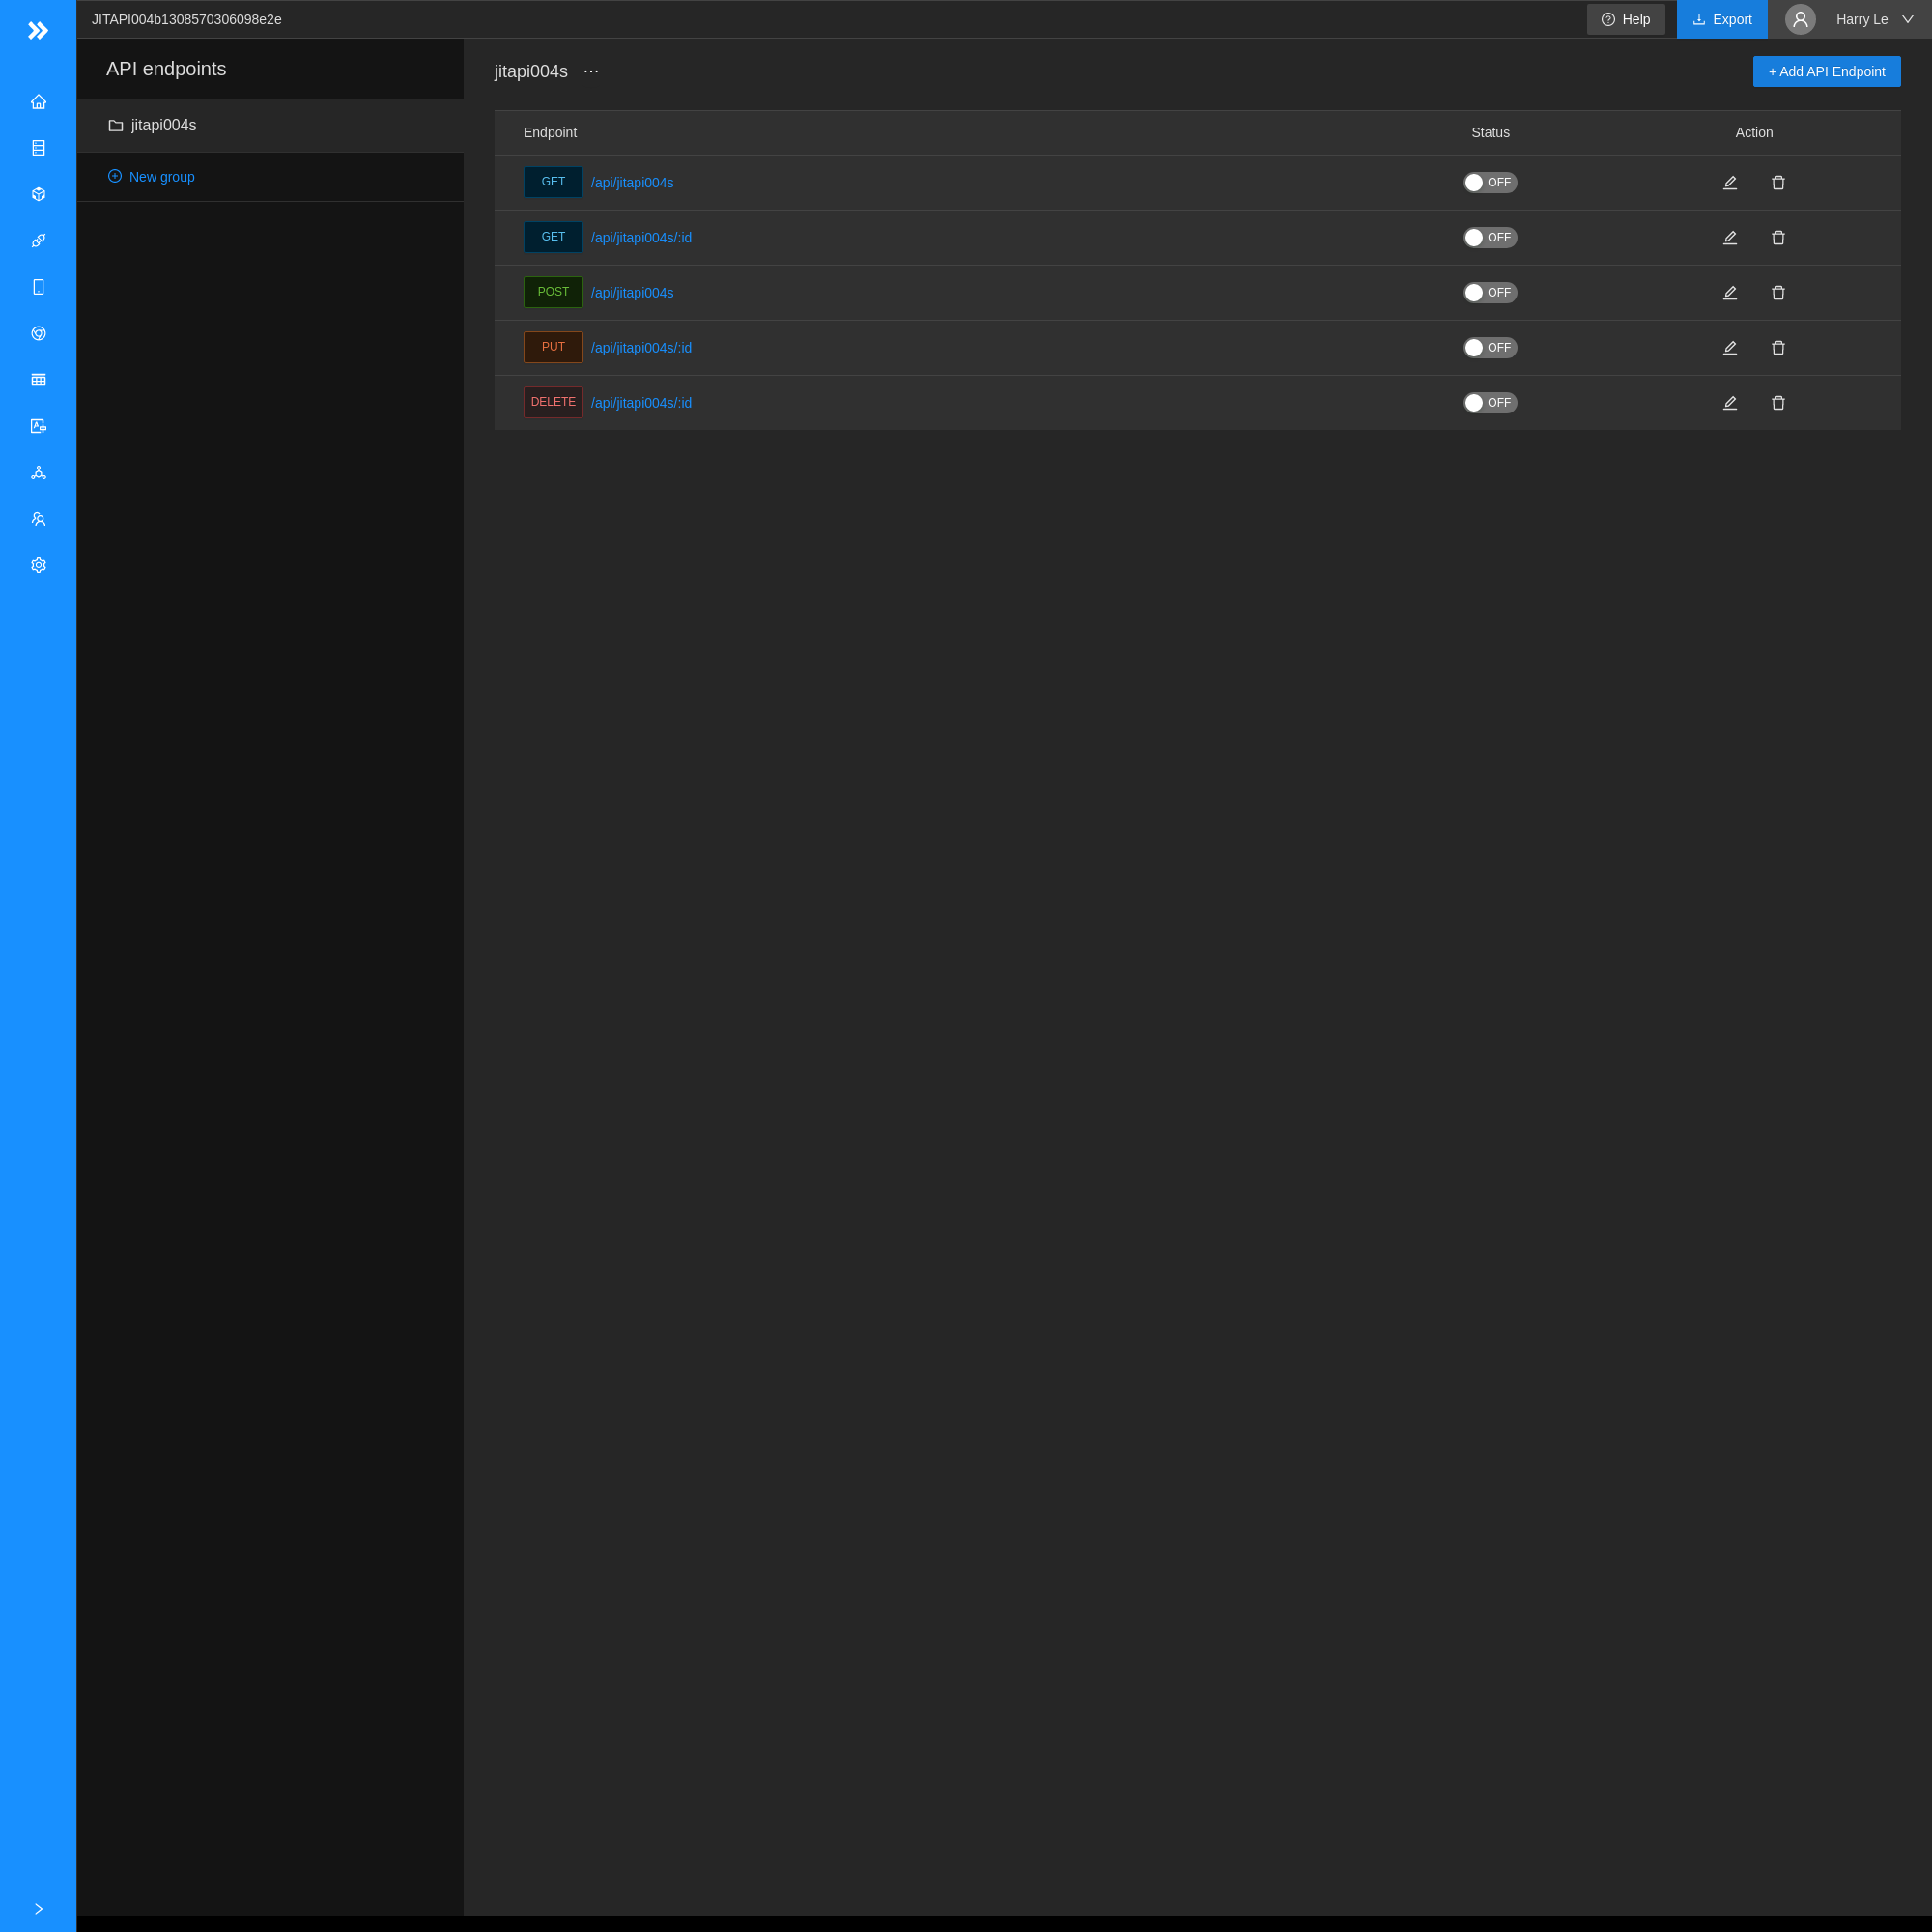 JITAPI004b1308570306098e2e
Help
Export
Harry Le
API endpoints
jitapi004s
New group
jitapi004s ···
+ Add API Endpoint
Endpoint Status Action
GET /api/jitapi004s OFF
GET /api/jitapi004s/:id OFF
POST /api/jitapi004s OFF
PUT /api/jitapi004s/:id OFF
DELETE /api/jitapi004s/:id OFF